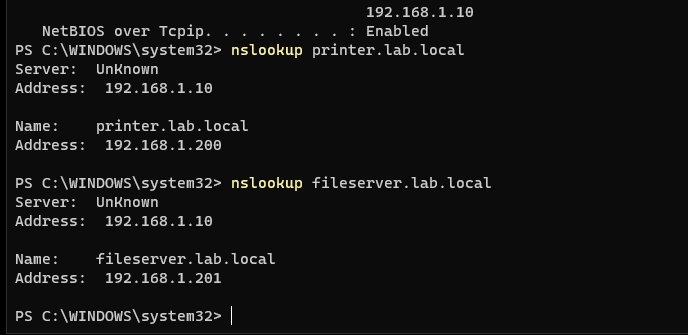 192.168.1.10
NetBIOS over Tcpip. . . . . . . . : Enabled
PS C:\WINDOWS\system32> nslookup printer.lab.local
Server:  UnKnown
Address:  192.168.1.10
Name:    printer.lab.local
Address:  192.168.1.200
PS C:\WINDOWS\system32> nslookup fileserver.lab.local
Server:  UnKnown
Address:  192.168.1.10
Name:    fileserver.lab.local
Address:  192.168.1.201
PS C:\WINDOWS\system32>